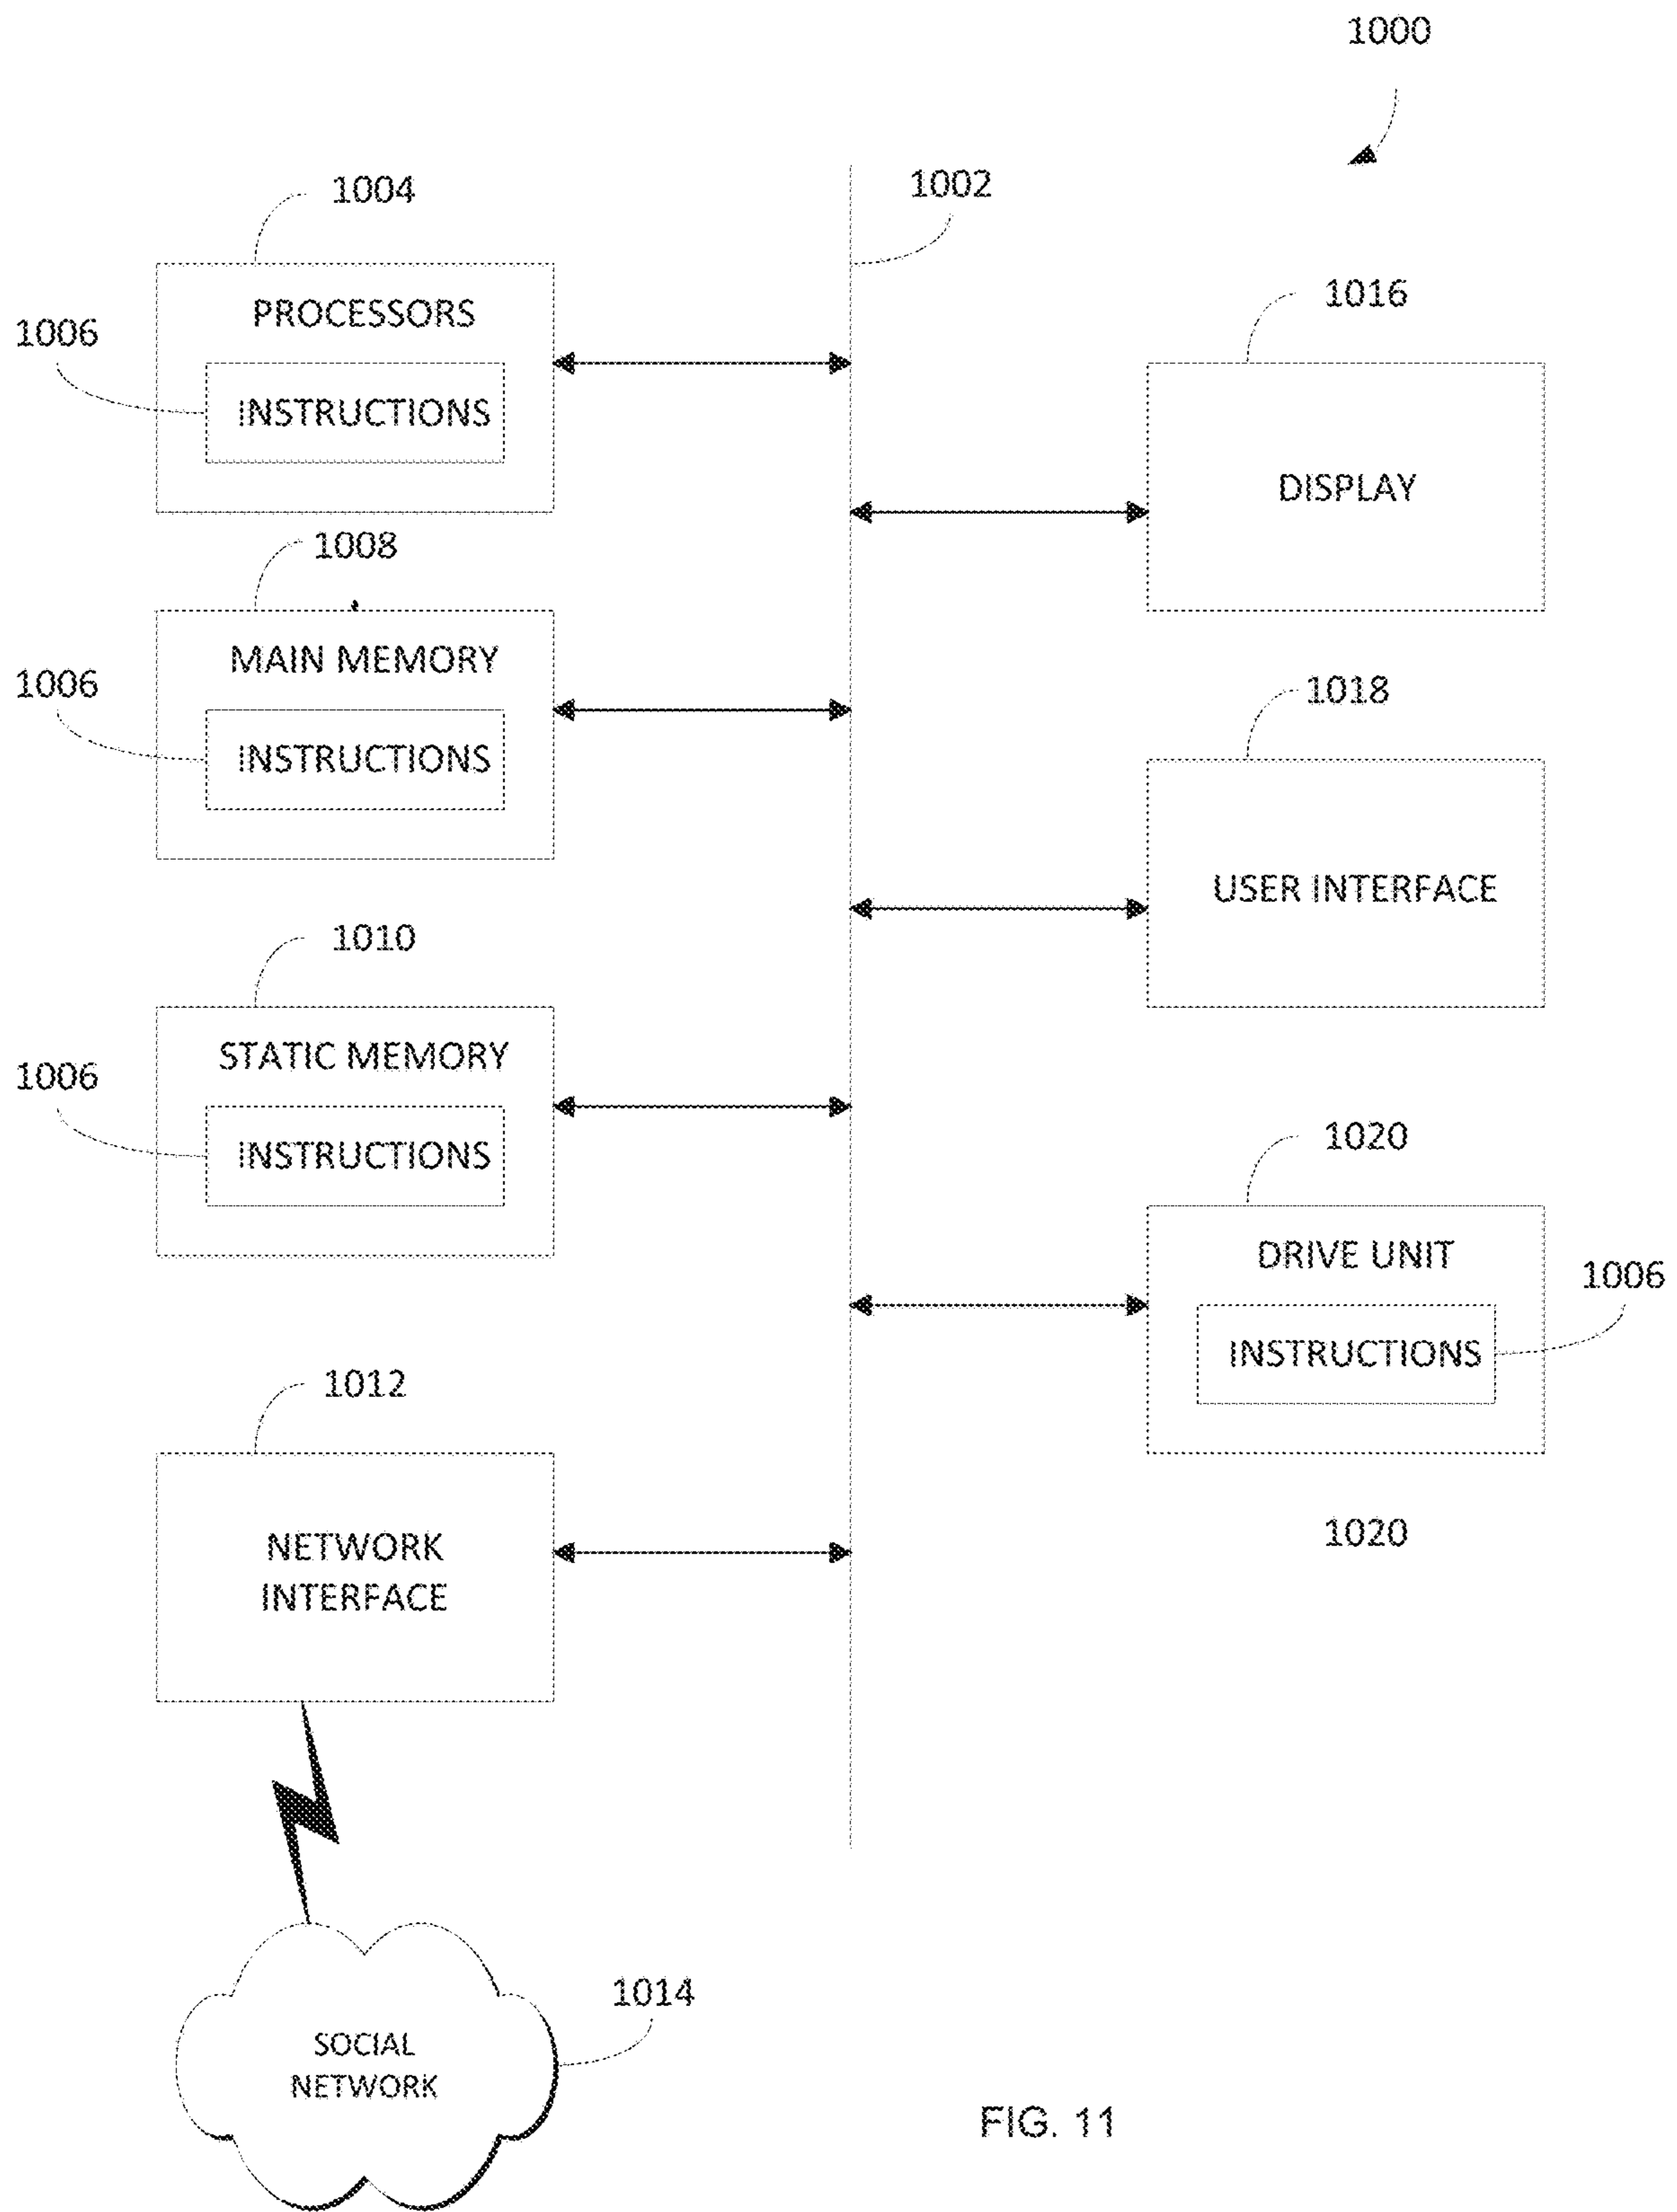 1000
1004
1002
PROCESSORS
1016
1006
INSTRUCTIONS
DISPLAY
1008
MAIN MEMORY
1006
1018
INSTRUCTIONS
USER INTERFACE
1010
STATIC MEMORY
1006
1020
INSTRUCTIONS
DRIVE UNIT
1006
INSTRUCTIONS
1012
1020
NETWORK
INTERFACE
1014
SOCIAL
NETWORK
FIG. 11